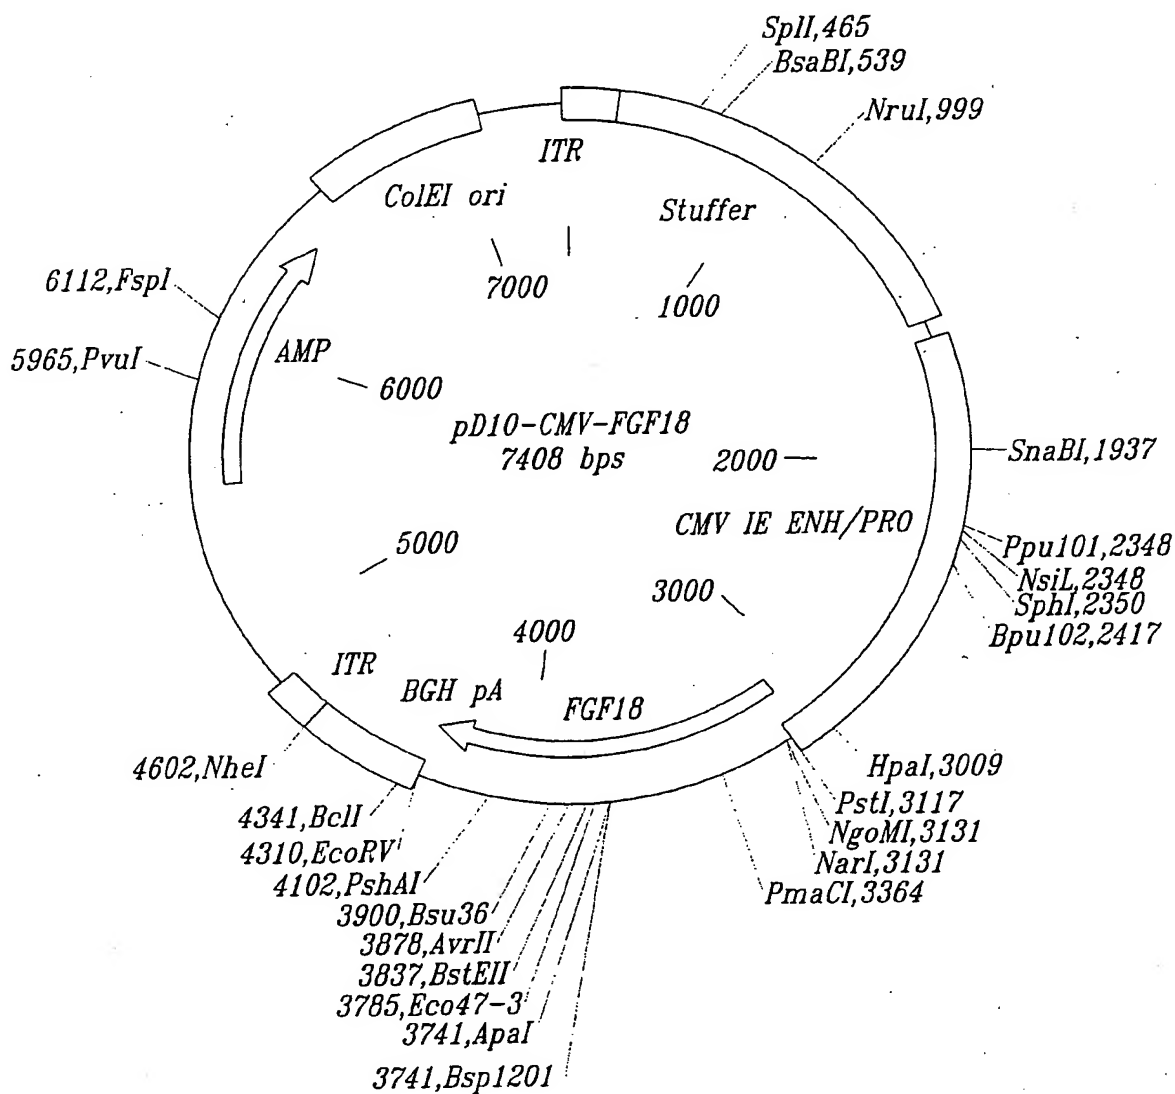 SplI,465
BsaBI,539
NruI,999
ITR
ColEI ori
Stuffer
6112,FspI
7000
1000
5965,PvuI
AMP
6000
pD10-CMV-FGF18
7408 bps
2000
SnaBI,1937
CMV IE ENH/PRO
5000
Ppu101,2348
NsiL,2348
SphI,2350
Bpu102,2417
3000
4000
ITR
BGH pA
FGF18
4602,NheI
HpaI,3009
PstI,3117
NgoMI,3131
NarI,3131
PmaCI,3364
4341,BclI
4310,EcoRV
4102,PshAI
3900,Bsu36
3878,AvrII
3837,BstEII
3785,Eco47-3
3741,ApaI
3741,Bsp1201